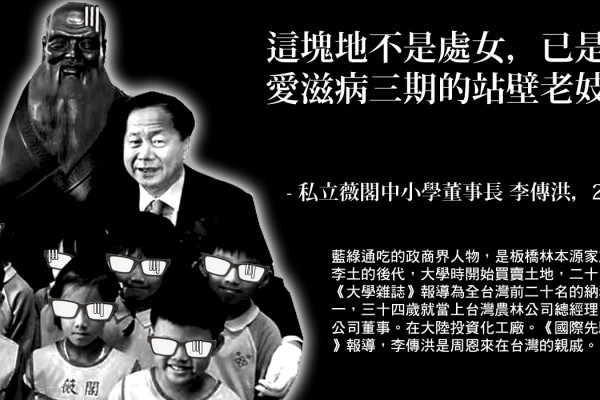 這塊地不是處女，已是
愛滋病三期的站壁老妓
- 私立薇閣中小學董事長 李傳洪，2
藍綠通吃的政商界人物，是板橋林本源家
李土的後代，大學時開始買賣土地，二十
《大學雜誌》報導為全台灣前二十名的納
一，三十四歲就當上台灣農林公司總經理
公司董事。在大陸投資化工廠。《國際先
》報導，李傳洪是周恩來在台灣的親戚。
薇閣